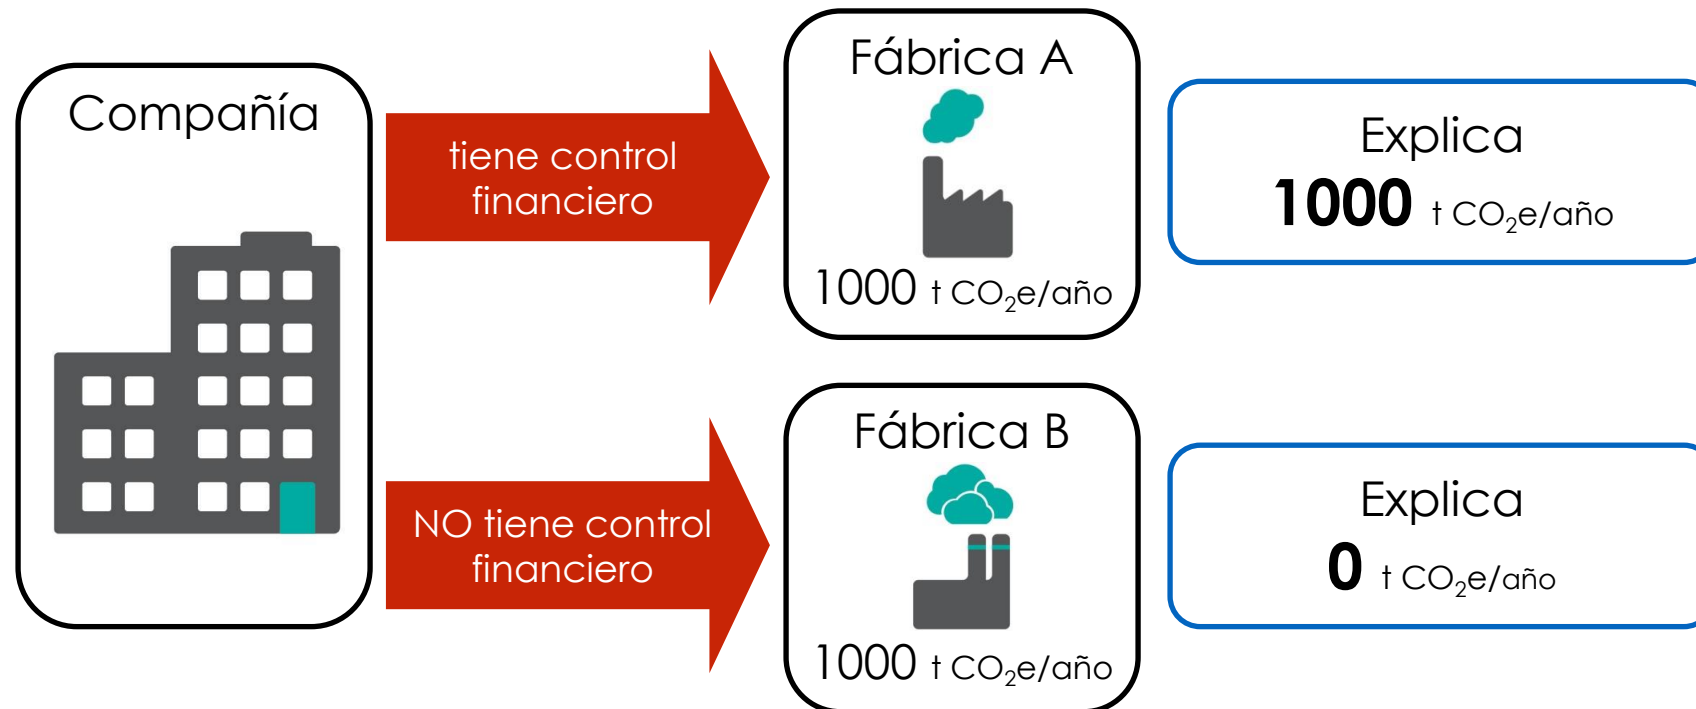 Compañía
tiene control
financiero
Fábrica A
1000 t CO₂e/año
Explica
1000 t CO₂e/año
NO tiene control
financiero
Fábrica B
1000 t CO₂e/año
Explica
0 t CO₂e/año